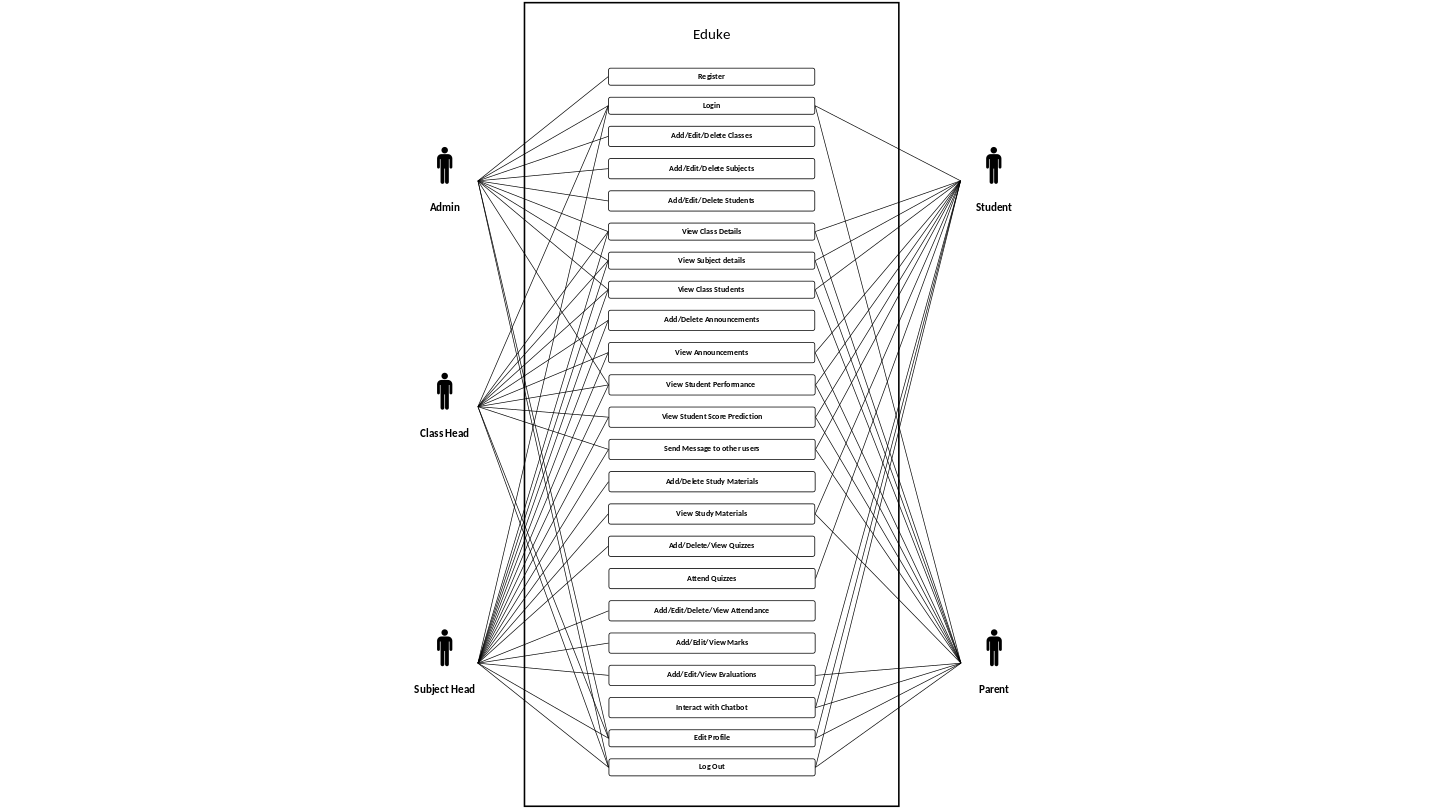 Eduke
Register
Login
Add/Edit/Delete Classes
Add/Edit/Delete Subjects
Admin
Student
Add/Edit/Delete Students
View Class Details
View Subject details
View Class Students
Add/Delete Announcements
View Announcements
View Student Performance
View Student Score Prediction
Class Head
Send Message to other users
Add/Delete Study Materials
View Study Materials
Add/Delete/View Quizzes
Attend Quizzes
Add/Edit/Delete/View Attendance
Add/Edit/View Marks
Add/Edit/View Evaluations
Subject Head
Parent
Interact with Chatbot
Edit Profile
Log Out